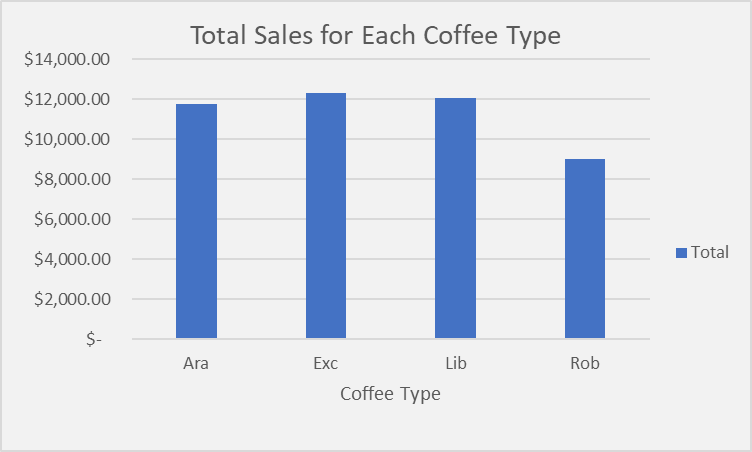 Total Sales for Each Coffee Type
$14,000.00
$12,000.00
$10,000.00
$8,000.00
$6,000.00
$4,000.00
$2,000.00
$-
Ara Exc Lib Rob
Coffee Type
Total